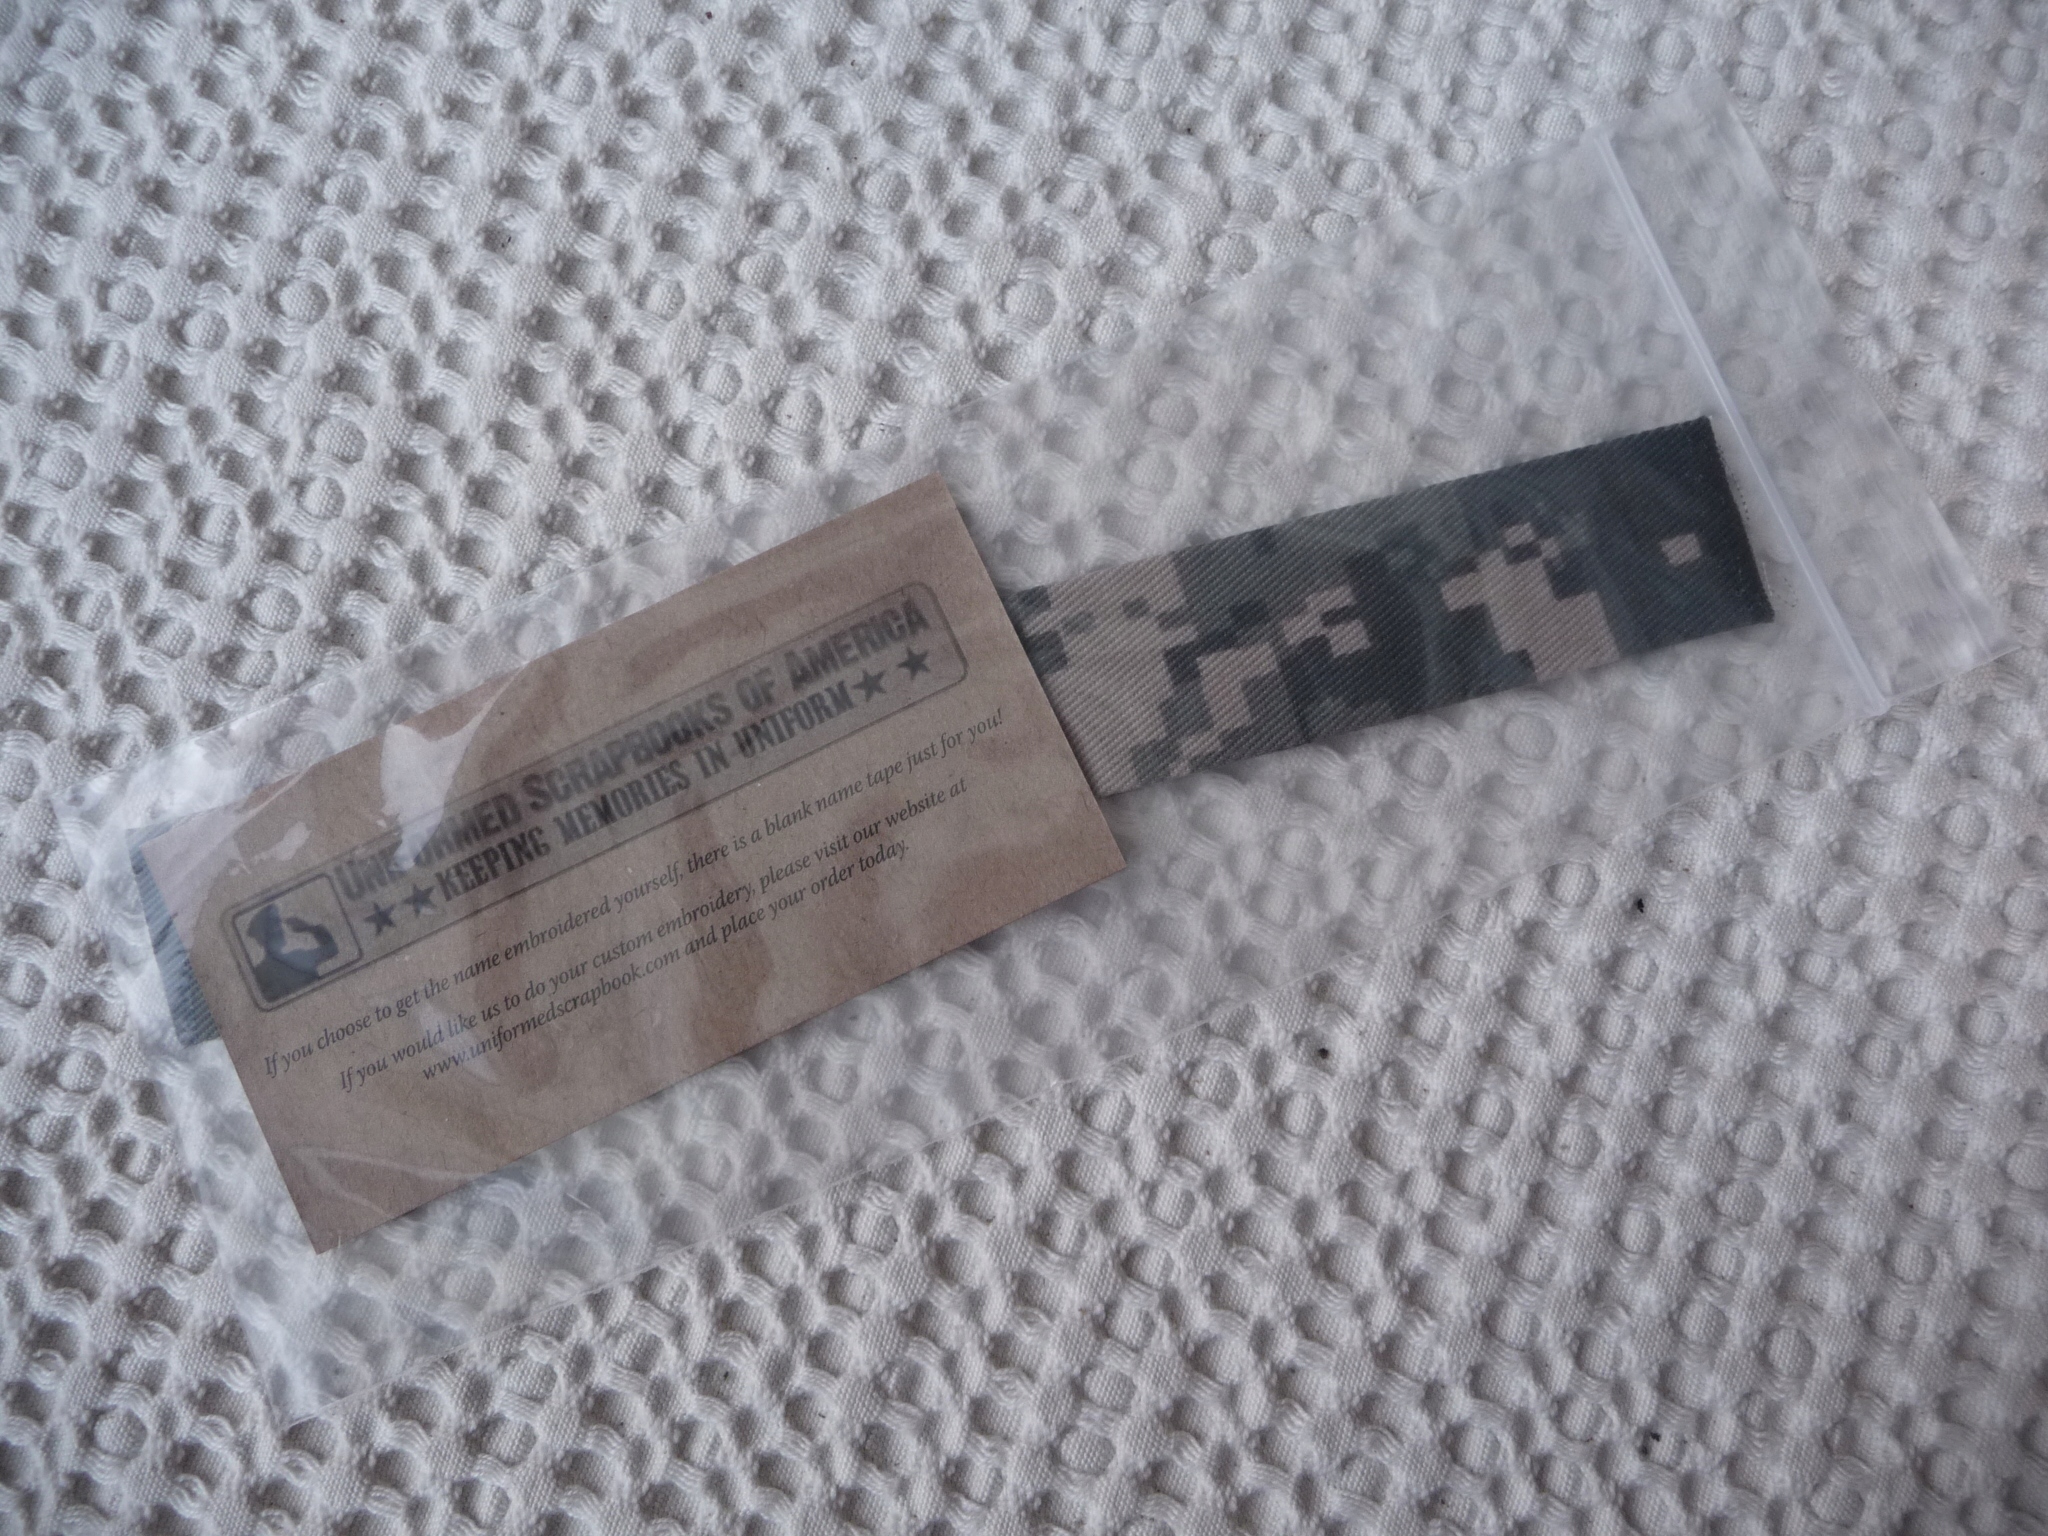 UNIFORMED SCRAPBOOKS OF AMERICA
★★KEEPING MEMORIES IN UNIFORM★★
If you choose to get the name embroidered yourself, there is a blank name tape just for you!
If you would like us to do your custom embroidery, please visit our website at
www.uniformedscrapbook.com and place your order today.